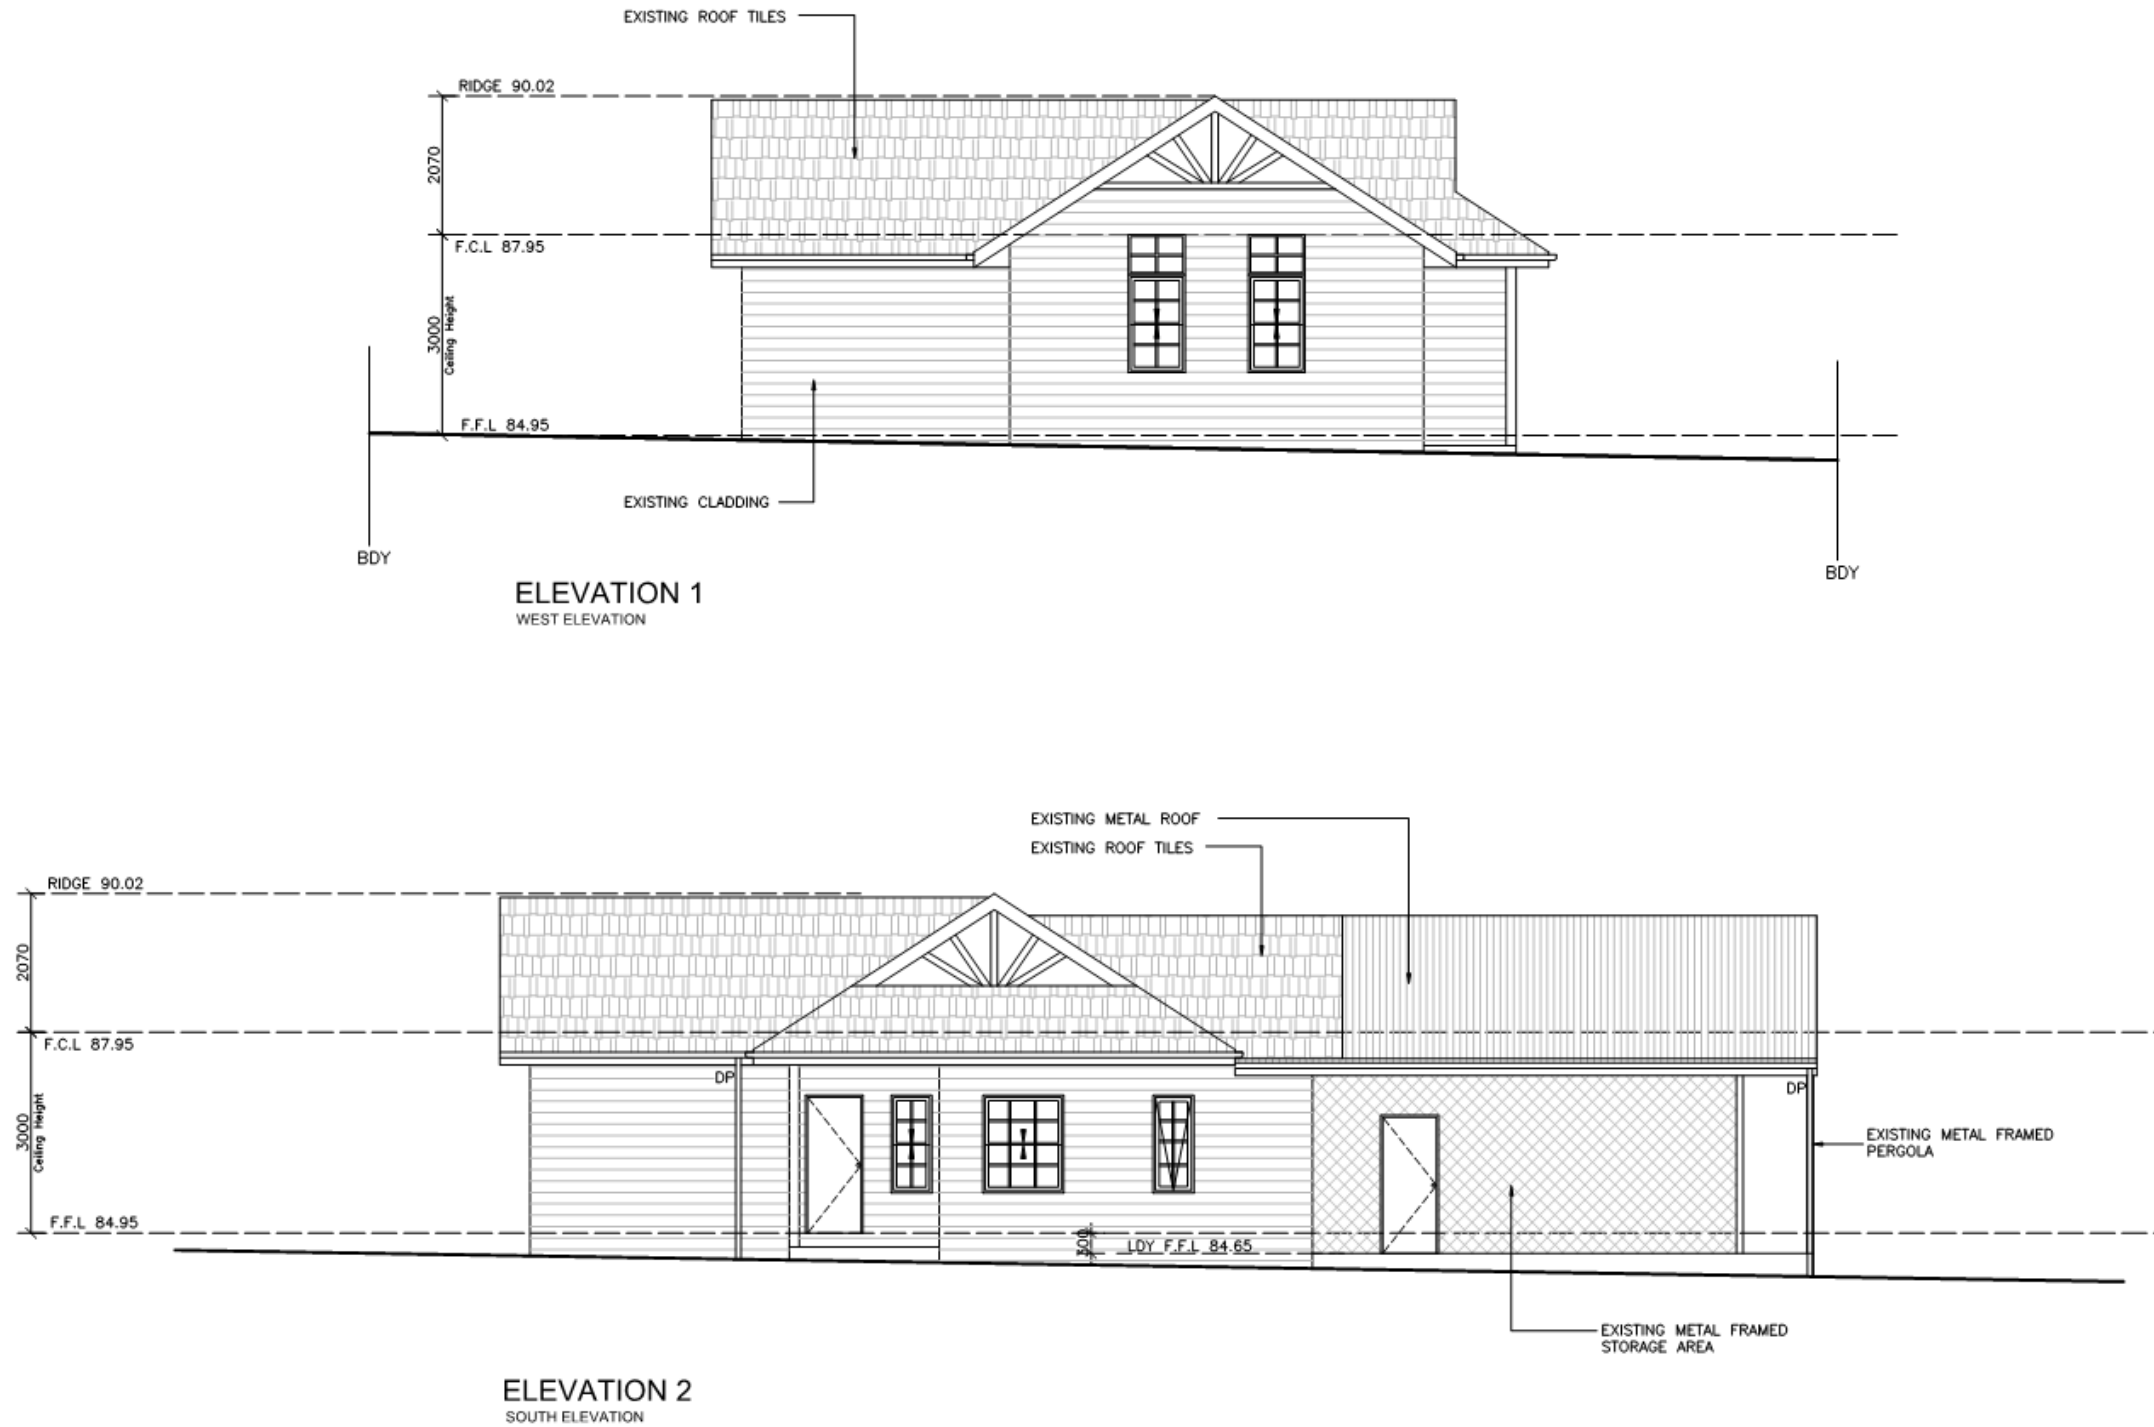 EXISTING ROOF TILES
RIDGE 90.02
2070
F.C.L 87.95
3000
Ceiling Height
F.F.L 84.95
EXISTING CLADDING
BDY
BDY
ELEVATION 1
WEST ELEVATION
EXISTING METAL ROOF
EXISTING ROOF TILES
RIDGE 90.02
2070
F.C.L 87.95
DP
DP
3000
Ceiling Height
EXISTING METAL FRAMED
PERGOLA
F.F.L 84.95
300
LDY F.F.L 84.65
EXISTING METAL FRAMED
STORAGE AREA
ELEVATION 2
SOUTH ELEVATION